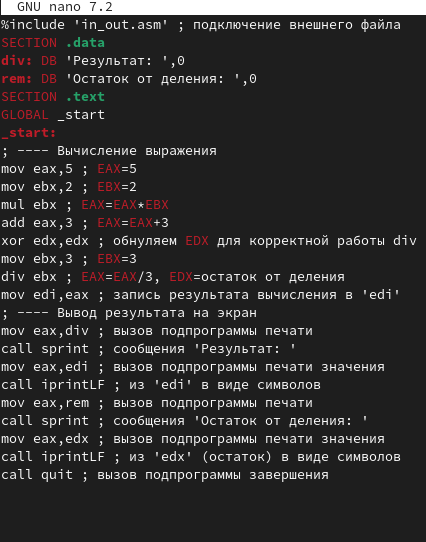 GNU nano 7.2
%include 'in_out.asm' ; подключение внешнего файла
SECTION .data
div: DB 'Результат: ',0
rem: DB 'Остаток от деления: ',0
SECTION .text
GLOBAL _start
_start:
; ---- Вычисление выражения
mov eax,5 ; EAX=5
mov ebx,2 ; EBX=2
mul ebx ; EAX=EAX*EBX
add eax,3 ; EAX=EAX+3
xor edx,edx ; обнуляем EDX для корректной работы div
mov ebx,3 ; EBX=3
div ebx ; EAX=EAX/3, EDX=остаток от деления
mov edi,eax ; запись результата вычисления в 'edi'
; ---- Вывод результата на экран
mov eax,div ; вызов подпрограммы печати
call sprint ; сообщения 'Результат: '
mov eax,edi ; вызов подпрограммы печати значения
call iprintLF ; из 'edi' в виде символов
mov eax,rem ; вызов подпрограммы печати
call sprint ; сообщения 'Остаток от деления: '
mov eax,edx ; вызов подпрограммы печати значения
call iprintLF ; из 'edx' (остаток) в виде символов
call quit ; вызов подпрограммы завершения